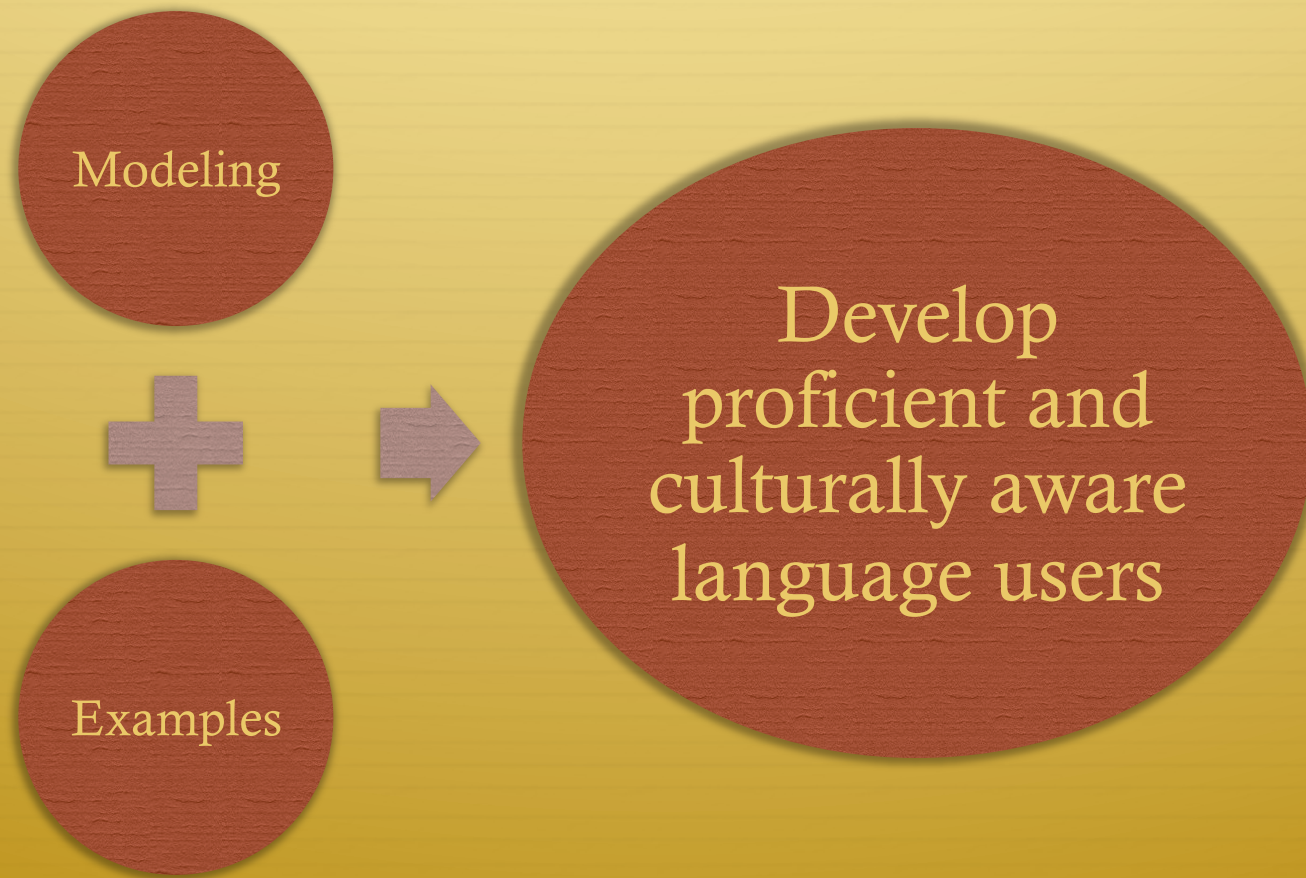 Modeling
Examples
Develop
proficient and
culturally aware
language users